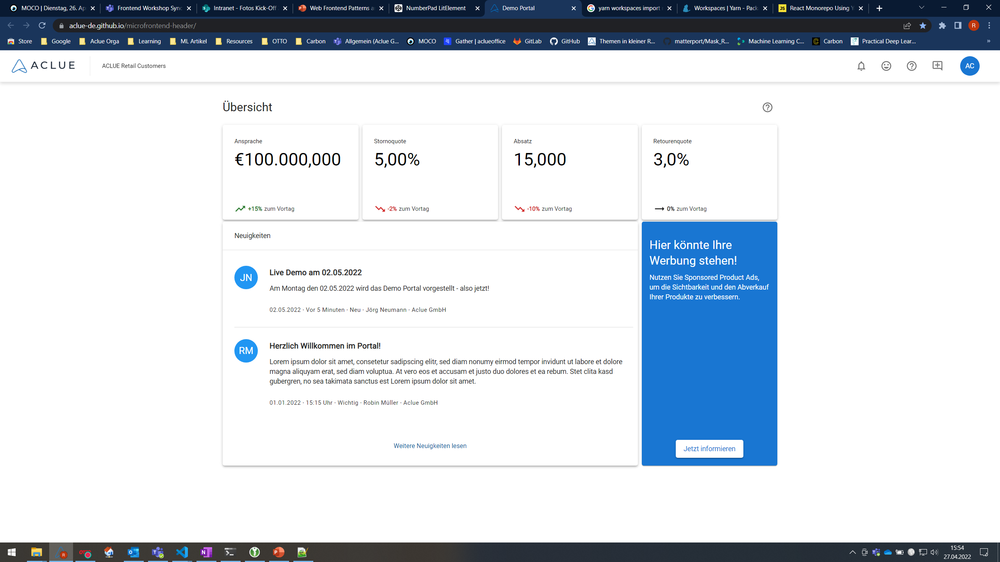 MOCO | Dienstag, 26. Ap
Frontend Workshop Sync
Intranet - Fotos Kick-Off
Web Frontend Patterns a
NumberPad LitElement
Demo Portal
yarn workspaces import
Workspaces | Yarn - Pack
React Monorepo Using Y
aclue-de.github.io/microfrontend-header/
R
Store
Google
Aclue Orga
Learning
ML Artikel
Resources
OTTO
Carbon
Allgemein (Aclue G...
MOCO
Gather | aclueoffice
GitLab
GitHub
Themen in kleiner R...
matterport/Mask_R...
Machine Learning C...
Carbon
Practical Deep Lear...
»
ACLUE
ACLUE Retail Customers
AC
Übersicht
Ansprache
€100.000,000
+15% zum Vortag
Stornoquote
5,00%
-2% zum Vortag
Absatz
15,000
-10% zum Vortag
Retourenquote
3,0%
0% zum Vortag
Neuigkeiten
JN
Live Demo am 02.05.2022
Am Montag den 02.05.2022 wird das Demo Portal vorgestellt - also jetzt!
02.05.2022 · Vor 5 Minuten · Neu · Jörg Neumann · Aclue GmbH
RM
Herzlich Willkommen im Portal!
Lorem ipsum dolor sit amet, consetetur sadipscing elitr, sed diam nonumy eirmod tempor invidunt ut labore et dolore
magna aliquyam erat, sed diam voluptua. At vero eos et accusam et justo duo dolores et ea rebum. Stet clita kasd
gubergren, no sea takimata sanctus est Lorem ipsum dolor sit amet.
01.01.2022 · 15:15 Uhr · Wichtig · Robin Müller · Aclue GmbH
Weitere Neuigkeiten lesen
Hier könnte Ihre
Werbung stehen!
Nutzen Sie Sponsored Product Ads,
um die Sichtbarkeit und den Abverkauf
Ihrer Produkte zu verbessern.
Jetzt informieren
15:54
27.04.2022